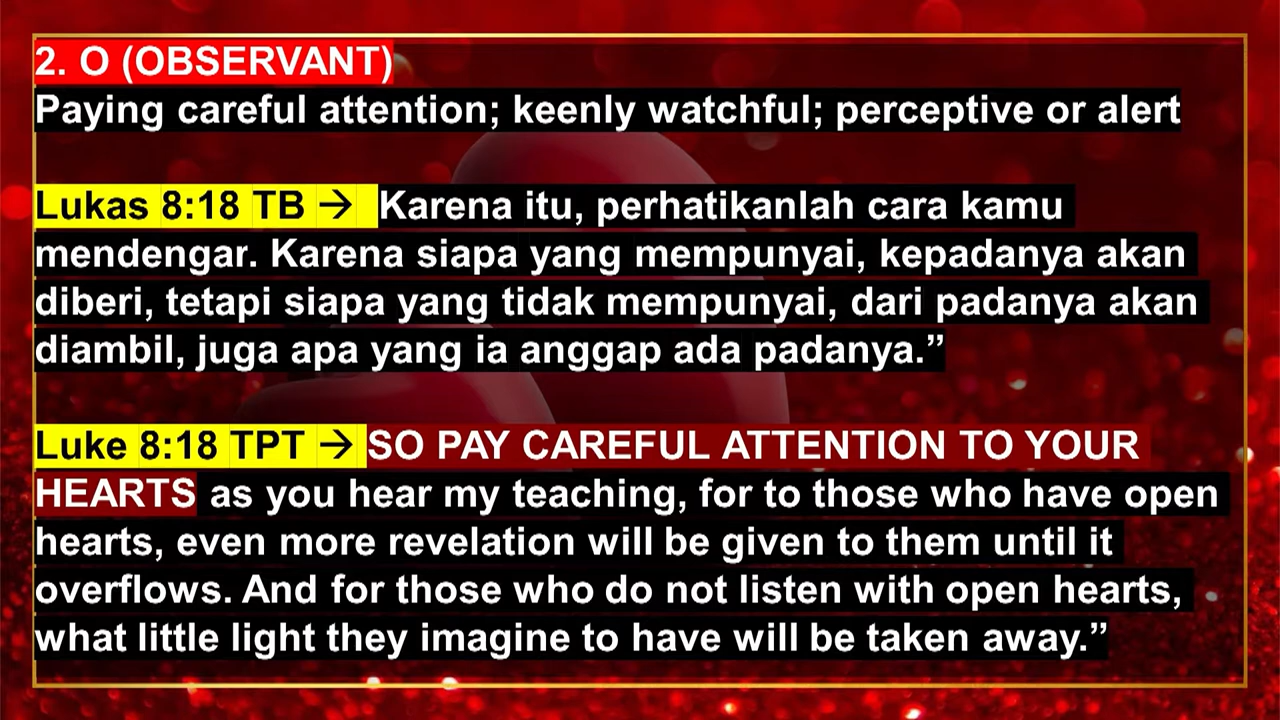 2. O (OBSERVANT)
Paying careful attention; keenly watchful; perceptive or alert
Lukas 8:18 TB → Karena itu, perhatikanlah cara kamu
mendengar. Karena siapa yang mempunyai, kepadanya akan
diberi, tetapi siapa yang tidak mempunyai, dari padanya akan
diambil, juga apa yang ia anggap ada padanya.”
Luke 8:18 TPT → SO PAY CAREFUL ATTENTION TO YOUR
HEARTS as you hear my teaching, for to those who have open
hearts, even more revelation will be given to them until it
overflows. And for those who do not listen with open hearts,
what little light they imagine to have will be taken away.”